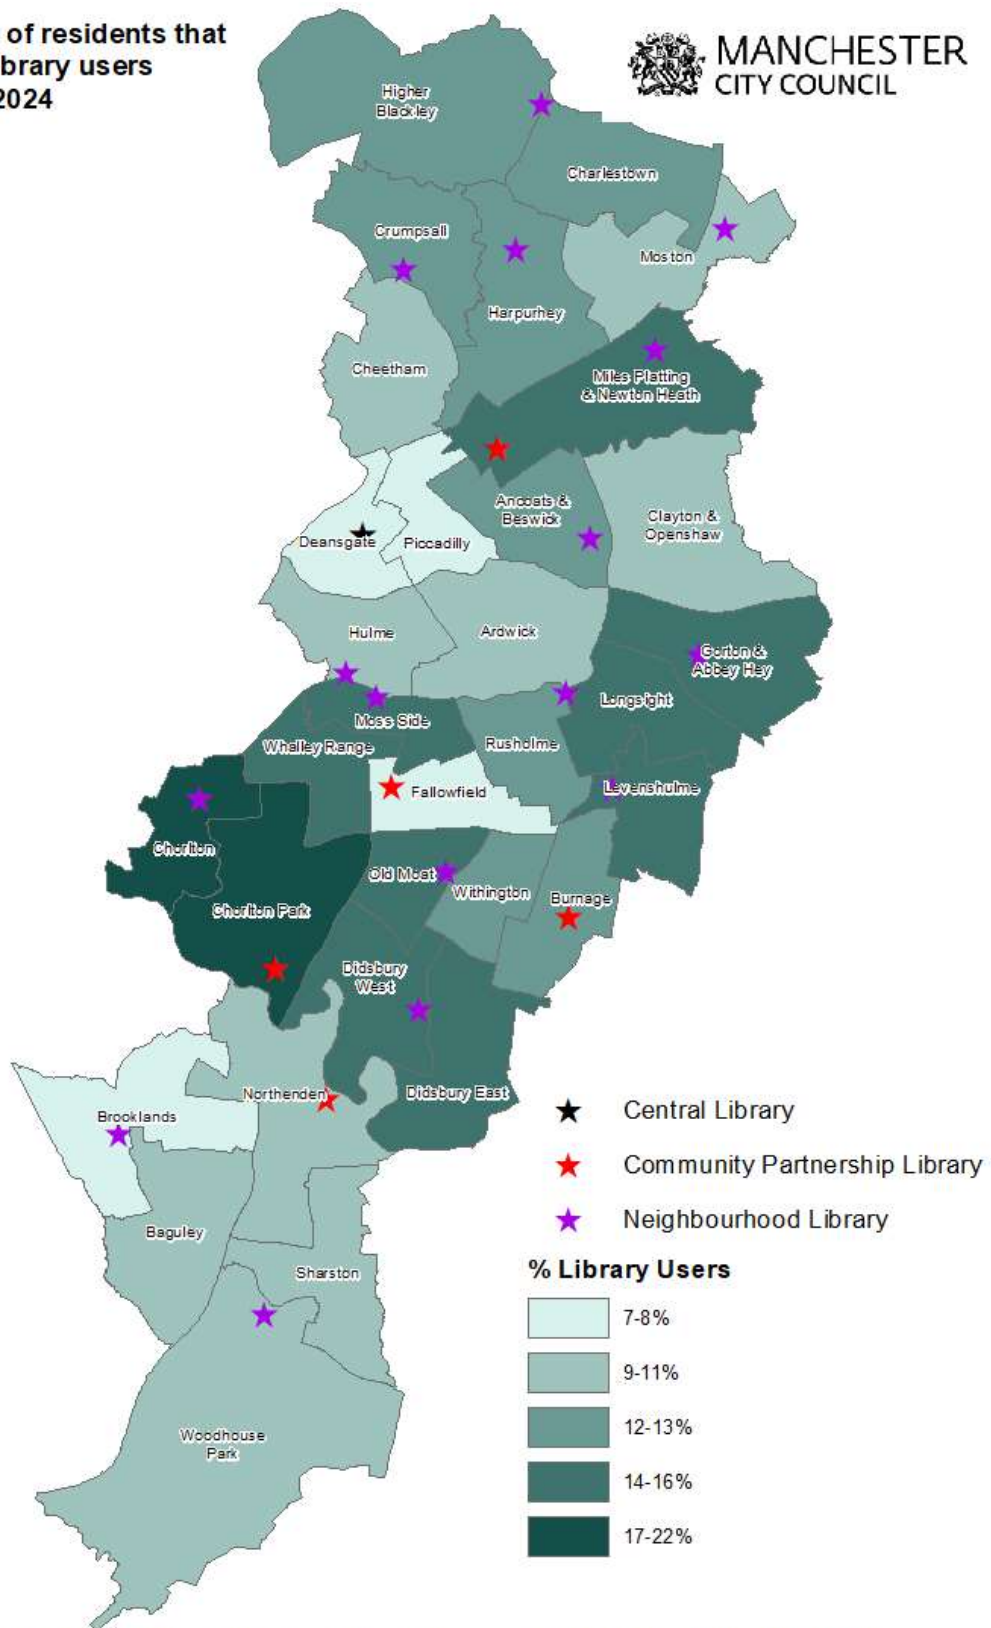 of residents that
brary users
2024
MANCHESTER
CITY COUNCIL
Higher
Blackley
Charlestown
Crumpsall
Moston
Harpurhey
Cheetham
Miles Platting
& Newton Heath
Ancoats &
Beswick
Clayton &
Openshaw
Deansgate
Piccadilly
Hulme
Ardwick
Gorton &
Abbey Hey
Longsight
Moss Side
Whalley Range
Rusholme
Fallowfield
Levenshulme
Chorlton
Old Moat
Withington
Burnage
Chorlton Park
Didsbury
West
Northenden
Didsbury East
Brooklands
Baguley
Sharston
Woodhouse
Park
Central Library
Community Partnership Library
Neighbourhood Library
% Library Users
7-8%
9-11%
12-13%
14-16%
17-22%